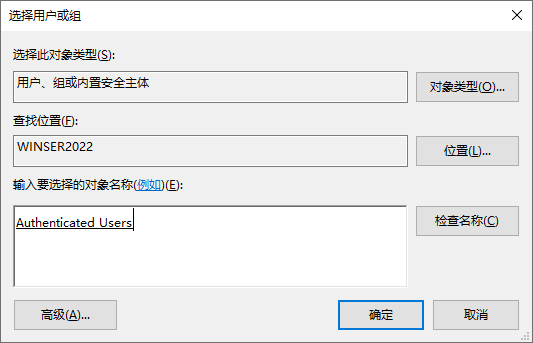 选择用户或组
选择此对象类型(S):
用户、组或内置安全主体
对象类型(O)...
查找位置(F):
WINSER2022
位置(L)...
输入要选择的对象名称(例如)(E):
Authenticated Users
检查名称(C)
高级(A)...
确定
取消